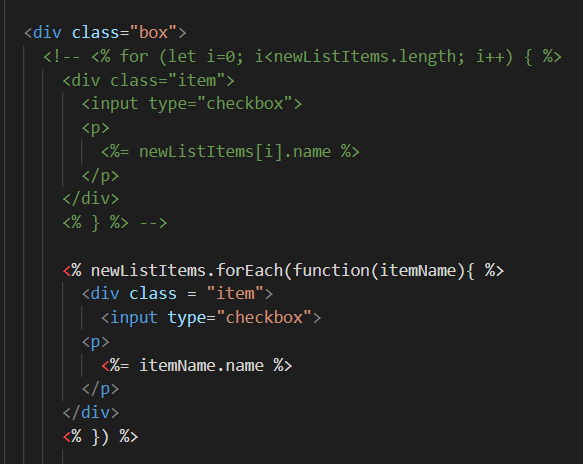 <div class="box">
<!-- <% for (let i=0; i<newListItems.length; i++) { %>
<div class="item">
<input type="checkbox">
<p>
<%= newListItems[i].name %>
</p>
</div>
<% } %> -->
<% newListItems.forEach(function(itemName){ %>
<div class = "item">
<input type="checkbox">
<p>
<%= itemName.name %>
</p>
</div>
<% }) %>